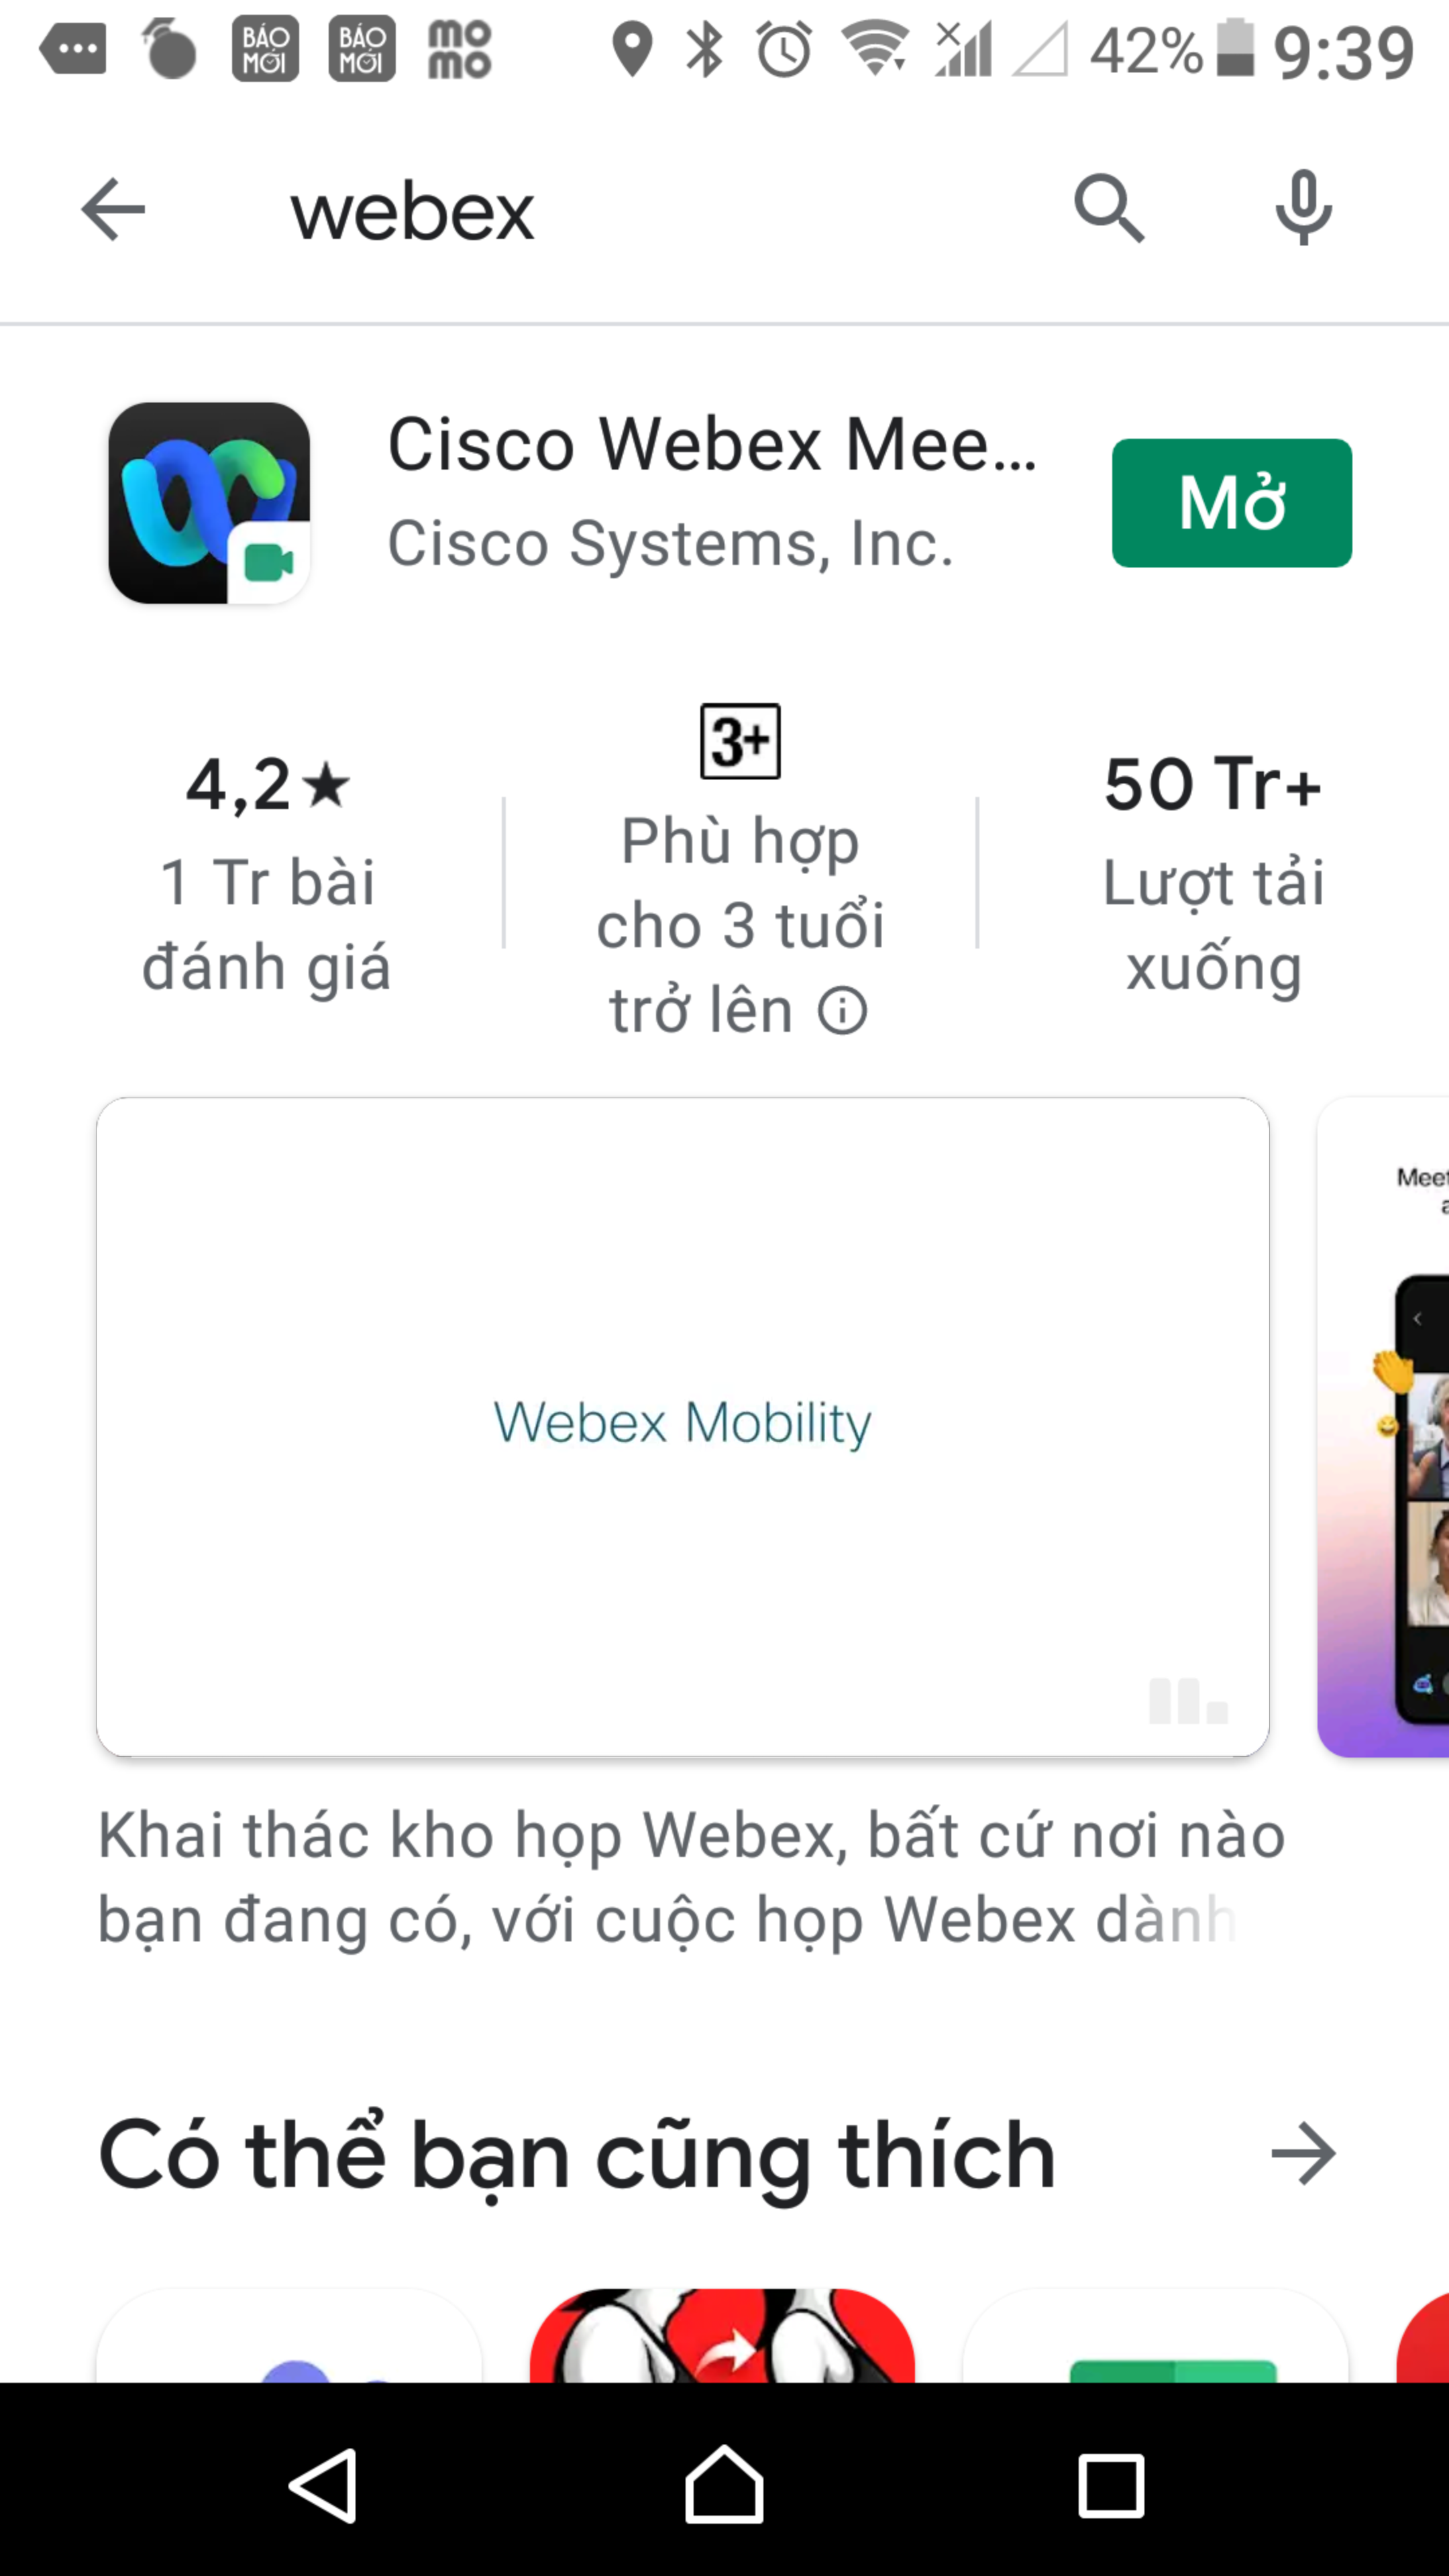 BÁO MỚI BÁO MỚI mo mo 42% 9:39
webex
Cisco Webex Mee...
Mở
Cisco Systems, Inc.
4,2★
1 Tr bài
đánh giá
3+
Phù hợp
cho 3 tuổi
trở lên
50 Tr+
Lượt tải
xuống
Webex Mobility
Meet
a
Khai thác kho họp Webex, bất cứ nơi nào
bạn đang có, với cuộc họp Webex dành
Có thể bạn cũng thích